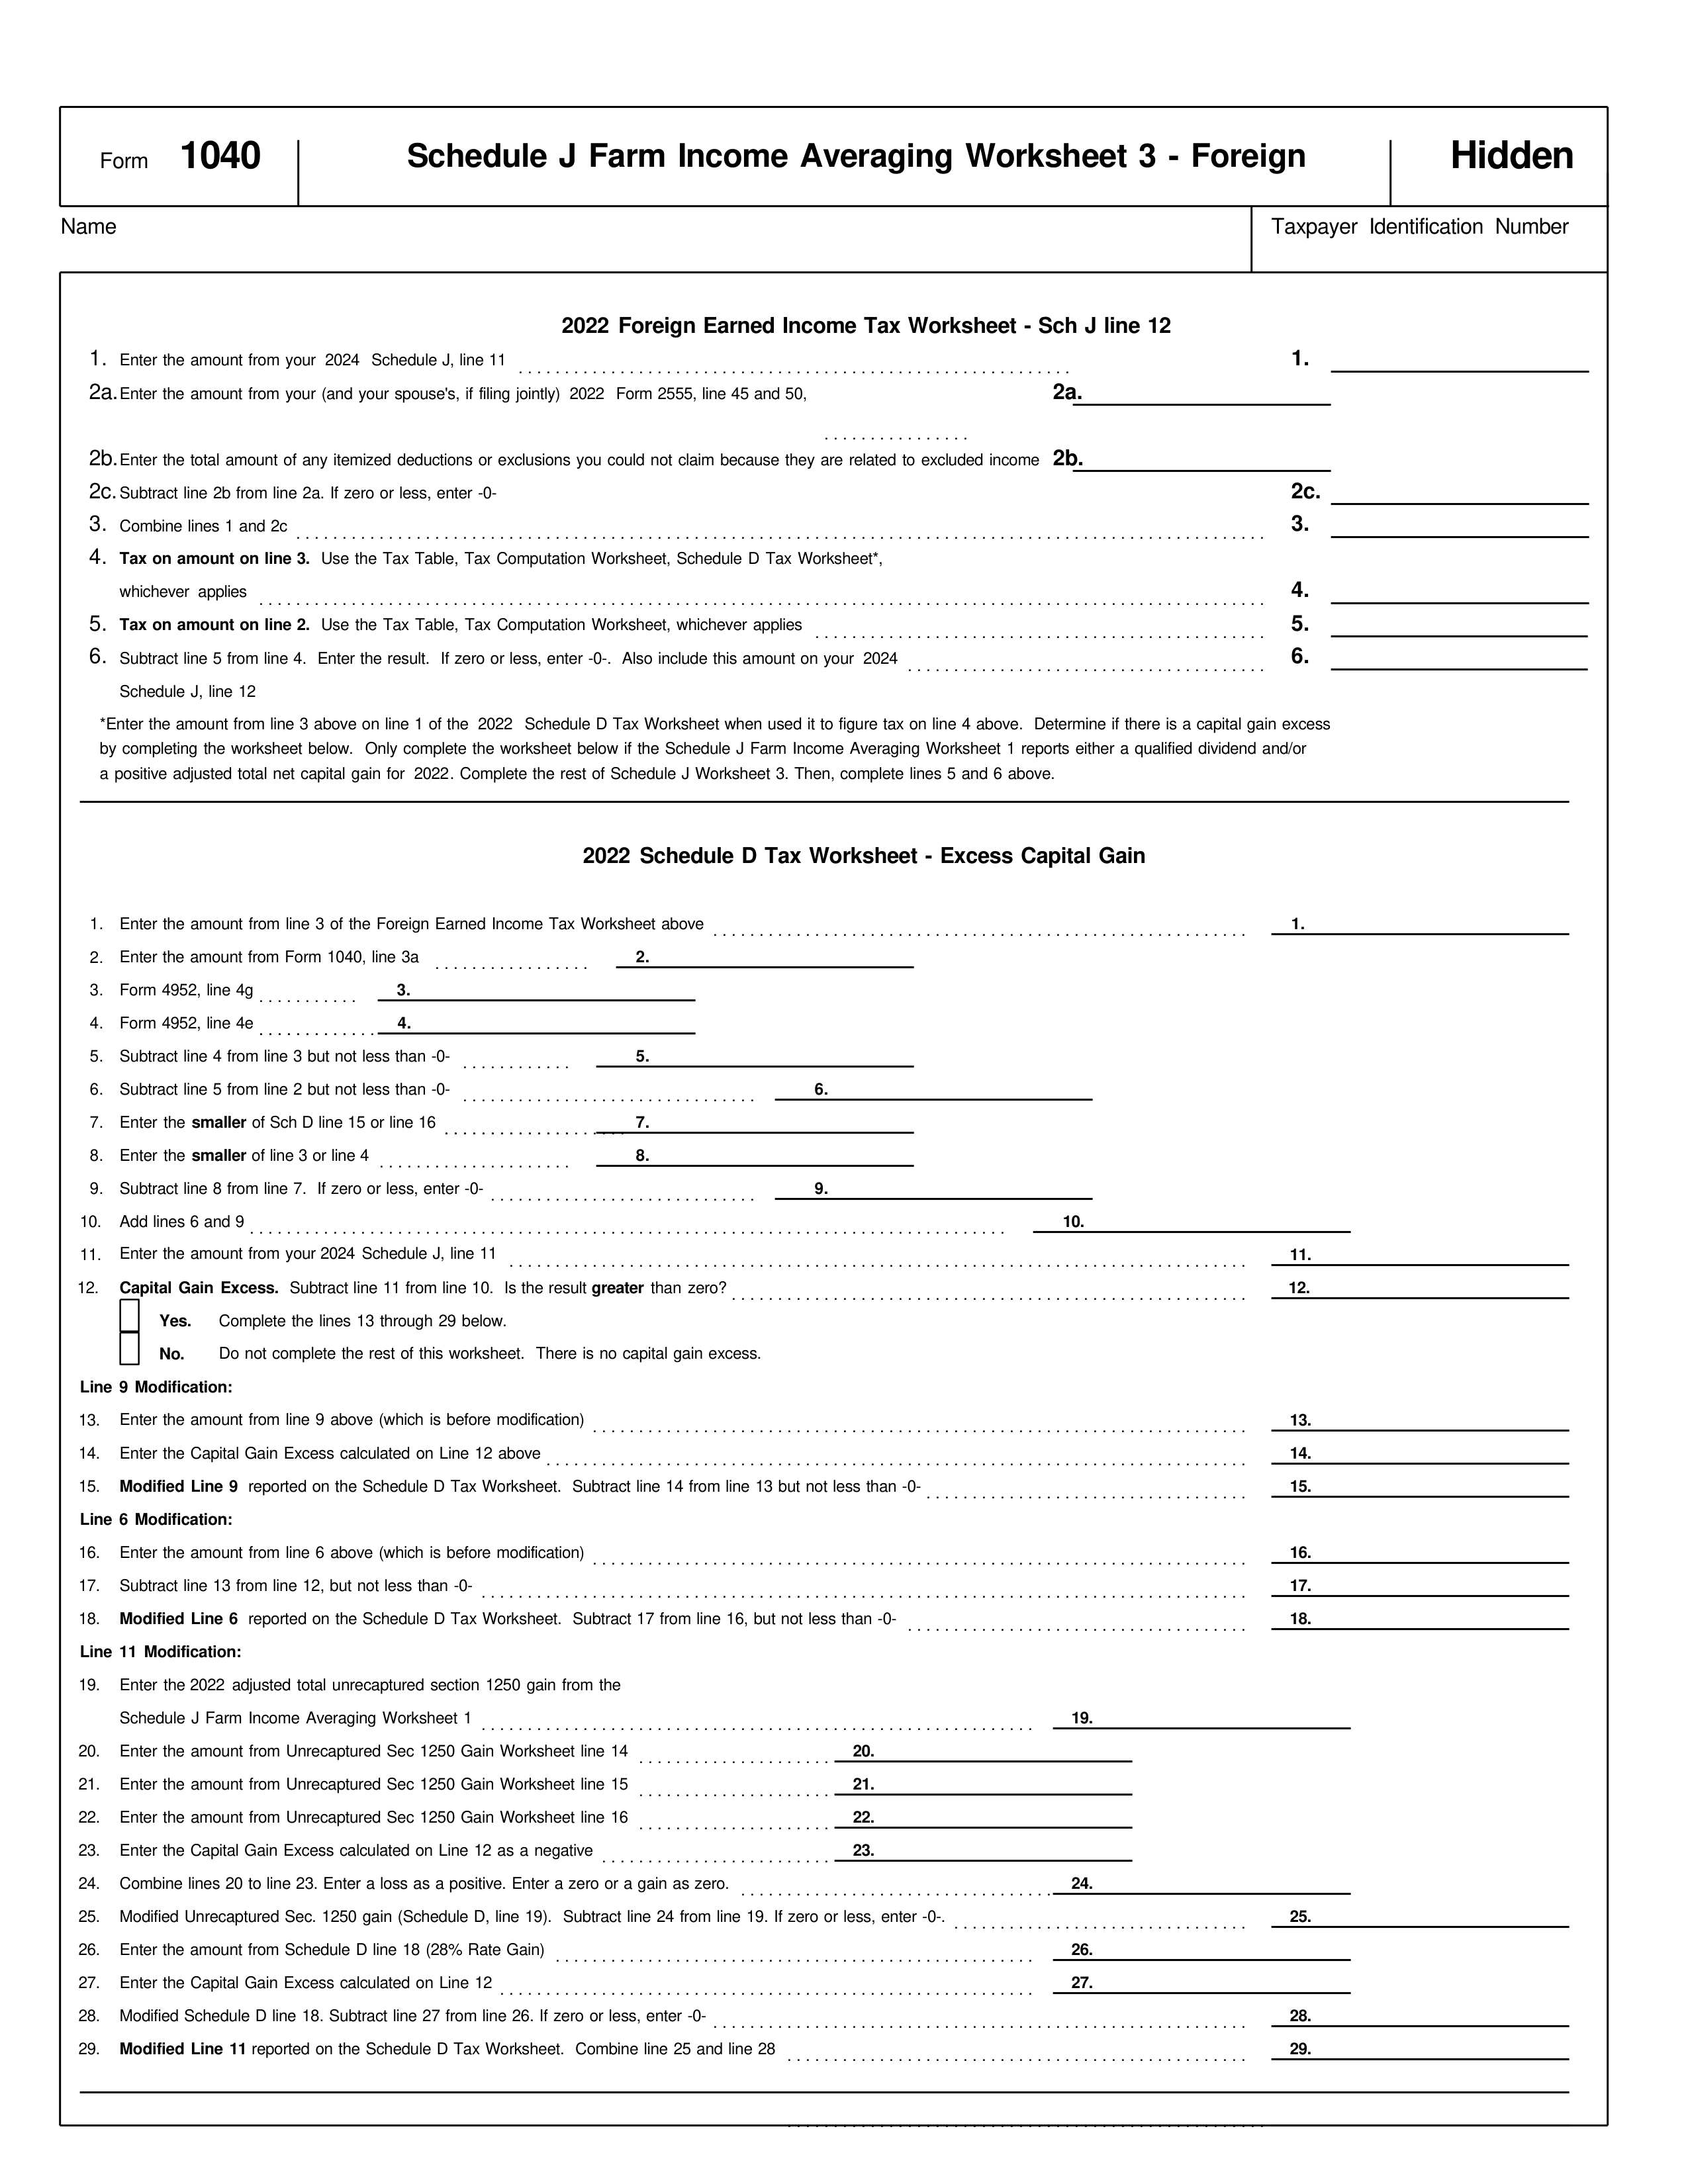 Form 1040 Schedule J Farm Income Averaging Worksheet 3 - Foreign Hidden
Name Taxpayer Identification Number
2022 Foreign Earned Income Tax Worksheet - Sch J line 12
1. Enter the amount from your 2024 Schedule J, line 11 1.
2a. Enter the amount from your (and your spouse's, if filing jointly) 2022 Form 2555, line 45 and 50, 2a.
2b. Enter the total amount of any itemized deductions or exclusions you could not claim because they are related to excluded income 2b.
2c. Subtract line 2b from line 2a. If zero or less, enter -0- 2c.
3. Combine lines 1 and 2c 3.
4. Tax on amount on line 3. Use the Tax Table, Tax Computation Worksheet, Schedule D Tax Worksheet*,
whichever applies 4.
5. Tax on amount on line 2. Use the Tax Table, Tax Computation Worksheet, whichever applies 5.
6. Subtract line 5 from line 4. Enter the result. If zero or less, enter -0-. Also include this amount on your 2024 6.
Schedule J, line 12
*Enter the amount from line 3 above on line 1 of the 2022 Schedule D Tax Worksheet when used it to figure tax on line 4 above. Determine if there is a capital gain excess
by completing the worksheet below. Only complete the worksheet below if the Schedule J Farm Income Averaging Worksheet 1 reports either a qualified dividend and/or
a positive adjusted total net capital gain for 2022. Complete the rest of Schedule J Worksheet 3. Then, complete lines 5 and 6 above.
2022 Schedule D Tax Worksheet - Excess Capital Gain
1. Enter the amount from line 3 of the Foreign Earned Income Tax Worksheet above 1.
2. Enter the amount from Form 1040, line 3a 2.
3. Form 4952, line 4g 3.
4. Form 4952, line 4e 4.
5. Subtract line 4 from line 3 but not less than -0- 5.
6. Subtract line 5 from line 2 but not less than -0- 6.
7. Enter the smaller of Sch D line 15 or line 16 7.
8. Enter the smaller of line 3 or line 4 8.
9. Subtract line 8 from line 7. If zero or less, enter -0- 9.
10. Add lines 6 and 9 10.
11. Enter the amount from your 2024 Schedule J, line 11 11.
12. Capital Gain Excess. Subtract line 11 from line 10. Is the result greater than zero? 12.
Yes. Complete the lines 13 through 29 below.
No. Do not complete the rest of this worksheet. There is no capital gain excess.
Line 9 Modification:
13. Enter the amount from line 9 above (which is before modification) 13.
14. Enter the Capital Gain Excess calculated on Line 12 above 14.
15. Modified Line 9 reported on the Schedule D Tax Worksheet. Subtract line 14 from line 13 but not less than -0- 15.
Line 6 Modification:
16. Enter the amount from line 6 above (which is before modification) 16.
17. Subtract line 13 from line 12, but not less than -0- 17.
18. Modified Line 6 reported on the Schedule D Tax Worksheet. Subtract 17 from line 16, but not less than -0- 18.
Line 11 Modification:
19. Enter the 2022 adjusted total unrecaptured section 1250 gain from the
Schedule J Farm Income Averaging Worksheet 1 19.
20. Enter the amount from Unrecaptured Sec 1250 Gain Worksheet line 14 20.
21. Enter the amount from Unrecaptured Sec 1250 Gain Worksheet line 15 21.
22. Enter the amount from Unrecaptured Sec 1250 Gain Worksheet line 16 22.
23. Enter the Capital Gain Excess calculated on Line 12 as a negative 23.
24. Combine lines 20 to line 23. Enter a loss as a positive. Enter a zero or a gain as zero. 24.
25. Modified Unrecaptured Sec. 1250 gain (Schedule D, line 19). Subtract line 24 from line 19. If zero or less, enter -0-. 25.
26. Enter the amount from Schedule D line 18 (28% Rate Gain) 26.
27. Enter the Capital Gain Excess calculated on Line 12 27.
28. Modified Schedule D line 18. Subtract line 27 from line 26. If zero or less, enter -0- 28.
29. Modified Line 11 reported on the Schedule D Tax Worksheet. Combine line 25 and line 28 29.